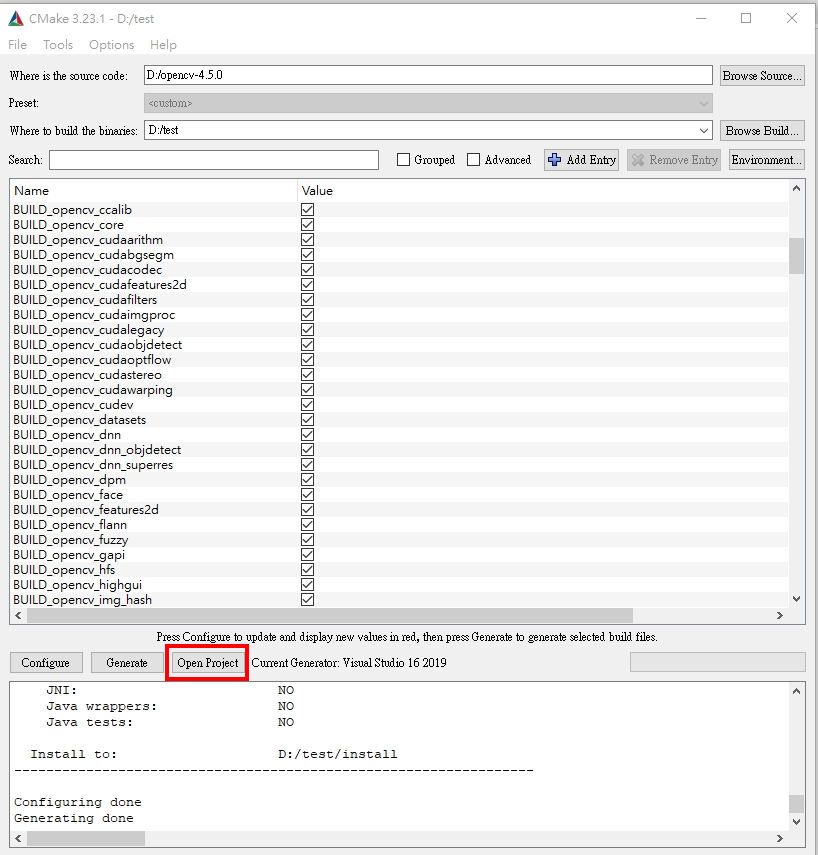 CMake 3.23.1 - D:/test
File Tools Options Help
Where is the source code: D:/opencv-4.5.0 Browse Source...
Preset: <custom>
Where to build the binaries: D:/test Browse Build...
Search: Grouped Advanced Add Entry Remove Entry Environment...
Name Value
BUILD_opencv_ccalib
BUILD_opencv_core
BUILD_opencv_cudaarithm
BUILD_opencv_cudabgsegm
BUILD_opencv_cudacodec
BUILD_opencv_cudafeatures2d
BUILD_opencv_cudafilters
BUILD_opencv_cudaimgproc
BUILD_opencv_cudalegacy
BUILD_opencv_cudaobjdetect
BUILD_opencv_cudaoptflow
BUILD_opencv_cudastereo
BUILD_opencv_cudawarping
BUILD_opencv_cudev
BUILD_opencv_datasets
BUILD_opencv_dnn
BUILD_opencv_dnn_objdetect
BUILD_opencv_dnn_superres
BUILD_opencv_dpm
BUILD_opencv_face
BUILD_opencv_features2d
BUILD_opencv_flann
BUILD_opencv_fuzzy
BUILD_opencv_gapi
BUILD_opencv_hfs
BUILD_opencv_highgui
BUILD_opencv_img_hash
Press Configure to update and display new values in red, then press Generate to generate selected build files.
Configure Generate Open Project Current Generator: Visual Studio 16 2019
JNI: NO
Java wrappers: NO
Java tests: NO
Install to: D:/test/install
-----------------------------------------------------------------
Configuring done
Generating done